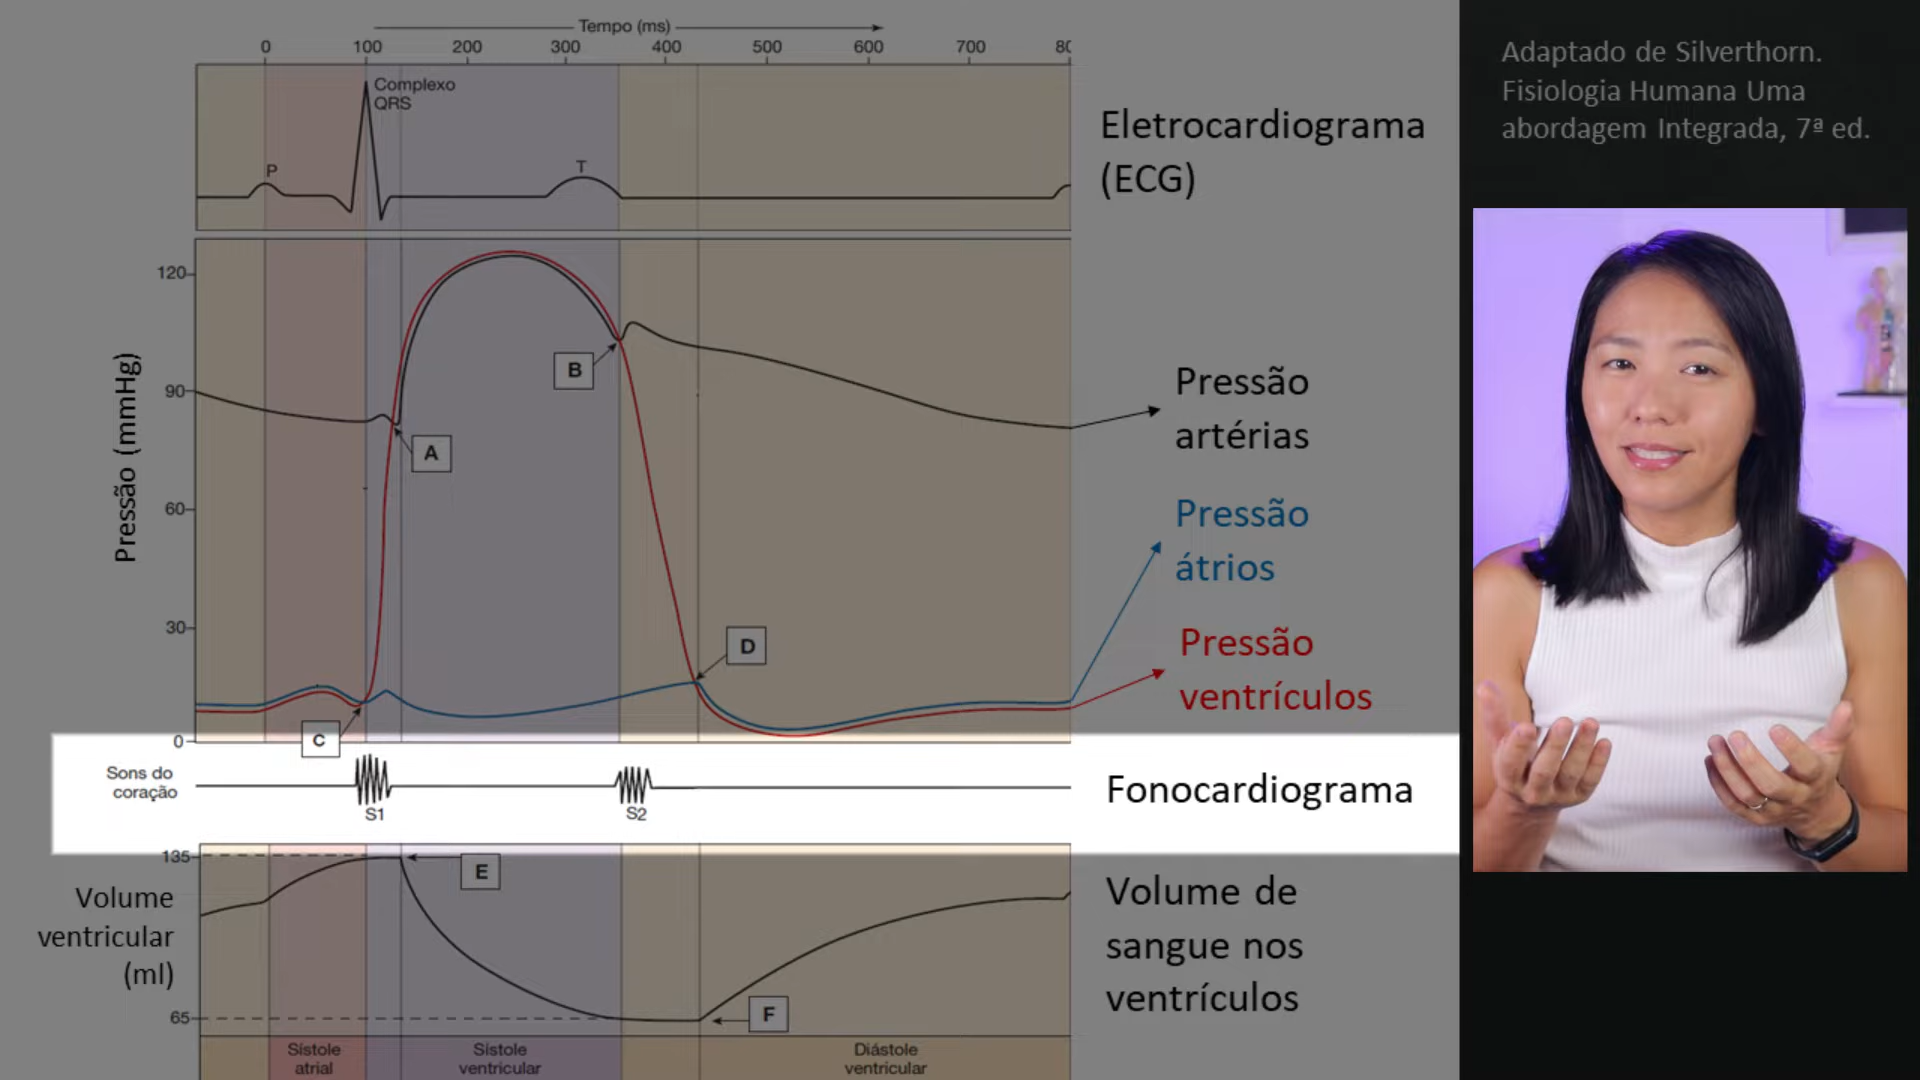 Tempo (ms)
0 100 200 300 400 500 600 700 80
Complexo
QRS
P
T
Eletrocardiograma
(ECG)
Adaptado de Silverthorn.
Fisiologia Humana Uma
abordagem Integrada, 7ª ed.
Pressão (mmHg)
120
90
60
30
0
A
B
C
D
Pressão
artérias
Pressão
átrios
Pressão
ventrículos
Sons do
coração
S1
S2
Fonocardiograma
Volume
ventricular
(ml)
135
65
E
F
Volume de
sangue nos
ventrículos
Sístole
atrial
Sístole
ventricular
Diástole
ventricular